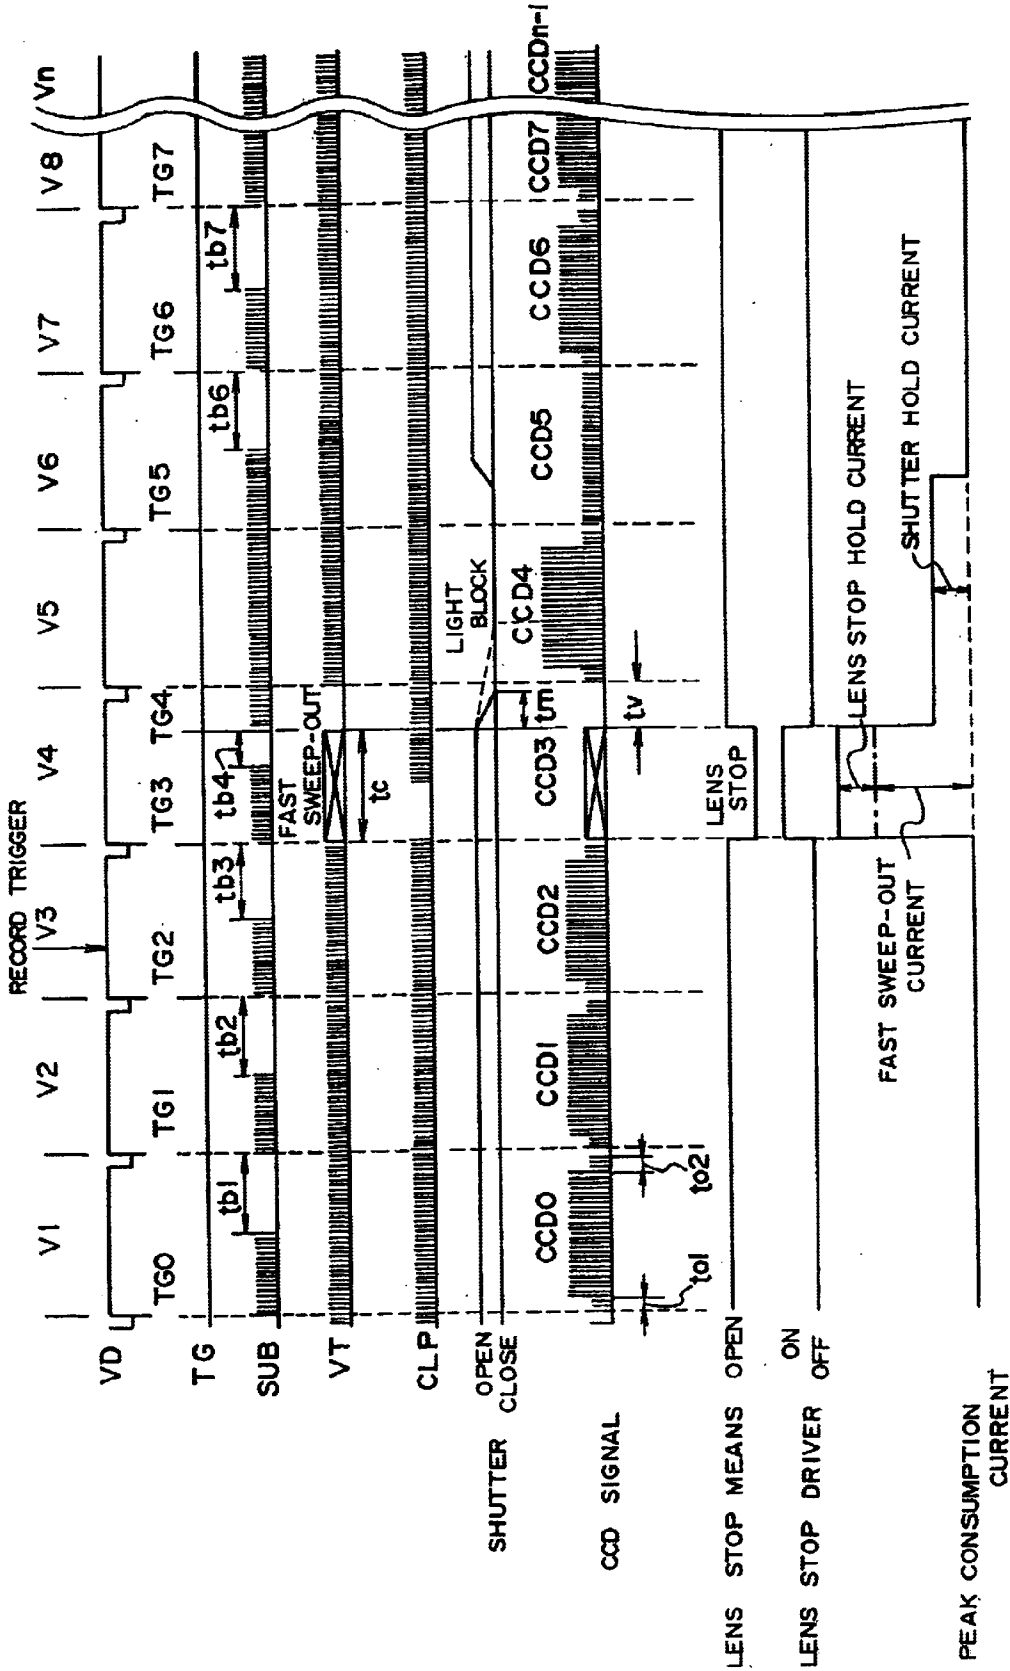 RECORD TRIGGER
V1 V2 V3 V4 V5 V6 V7 V8 Vn
VD
TG0 TG1 TG2 TG3 TG4 TG5 TG6 TG7
TG
tb1 tb2 tb3 tb4 tb6 tb7
SUB
FAST
SWEEP-OUT
VT
tc
CLP
LIGHT
BLOCK
OPEN
CLOSE
SHUTTER
tm
CCD0 CCD1 CCD2 CCD3 CCD4 CCD5 CCD6 CCD7 CCDn-1
CCD SIGNAL
to1 to2 tv
LENS
STOP
LENS STOP MEANS OPEN
ON
LENS STOP DRIVER OFF
LENS STOP HOLD CURRENT
SHUTTER HOLD CURRENT
FAST SWEEP-OUT
CURRENT
PEAK CONSUMPTION
CURRENT